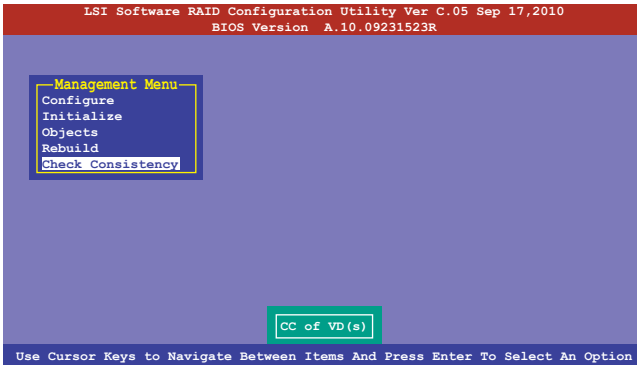 LSI Software RAID Configuration Utility Ver C.05 Sep 17,2010
BIOS Version A.10.09231523R
Management Menu
Configure
Initialize
Objects
Rebuild
Check Consistency
CC of VD(s)
Use Cursor Keys to Navigate Between Items And Press Enter To Select An Option